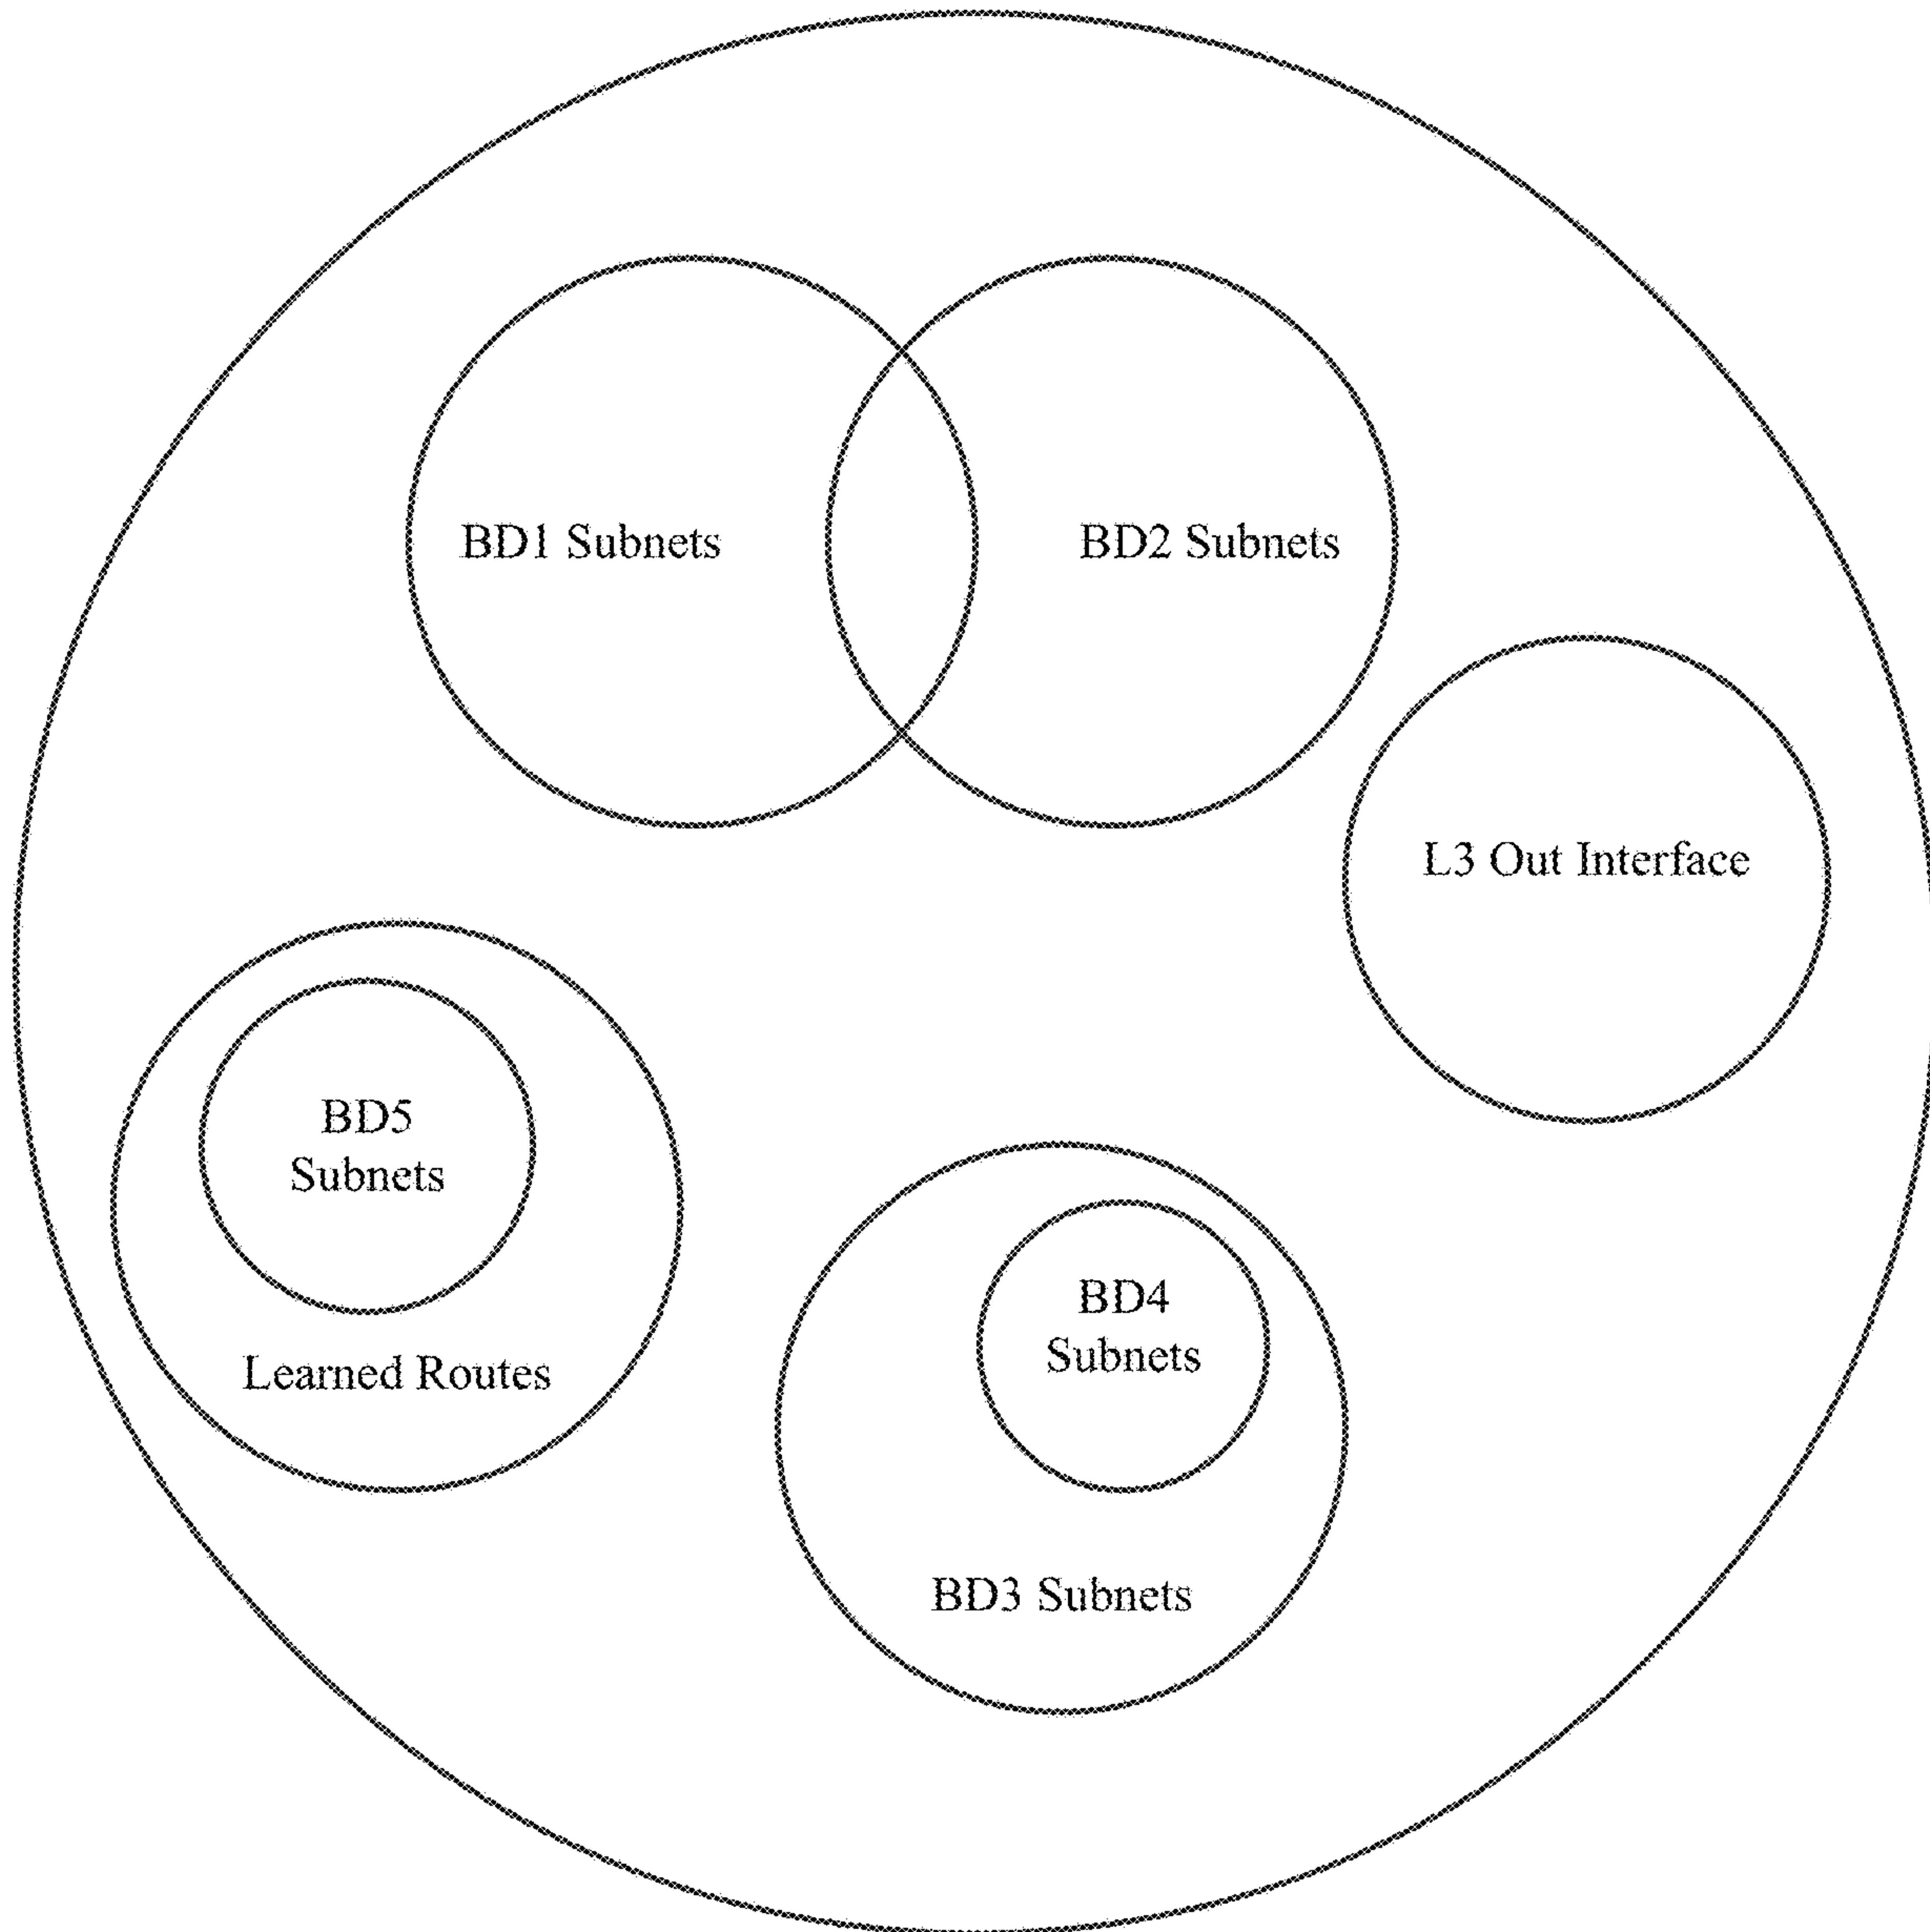 BD1 Subnets
BD2 Subnets
L3 Out Interface
BD5
Subnets
Learned Routes
BD4
Subnets
BD3 Subnets